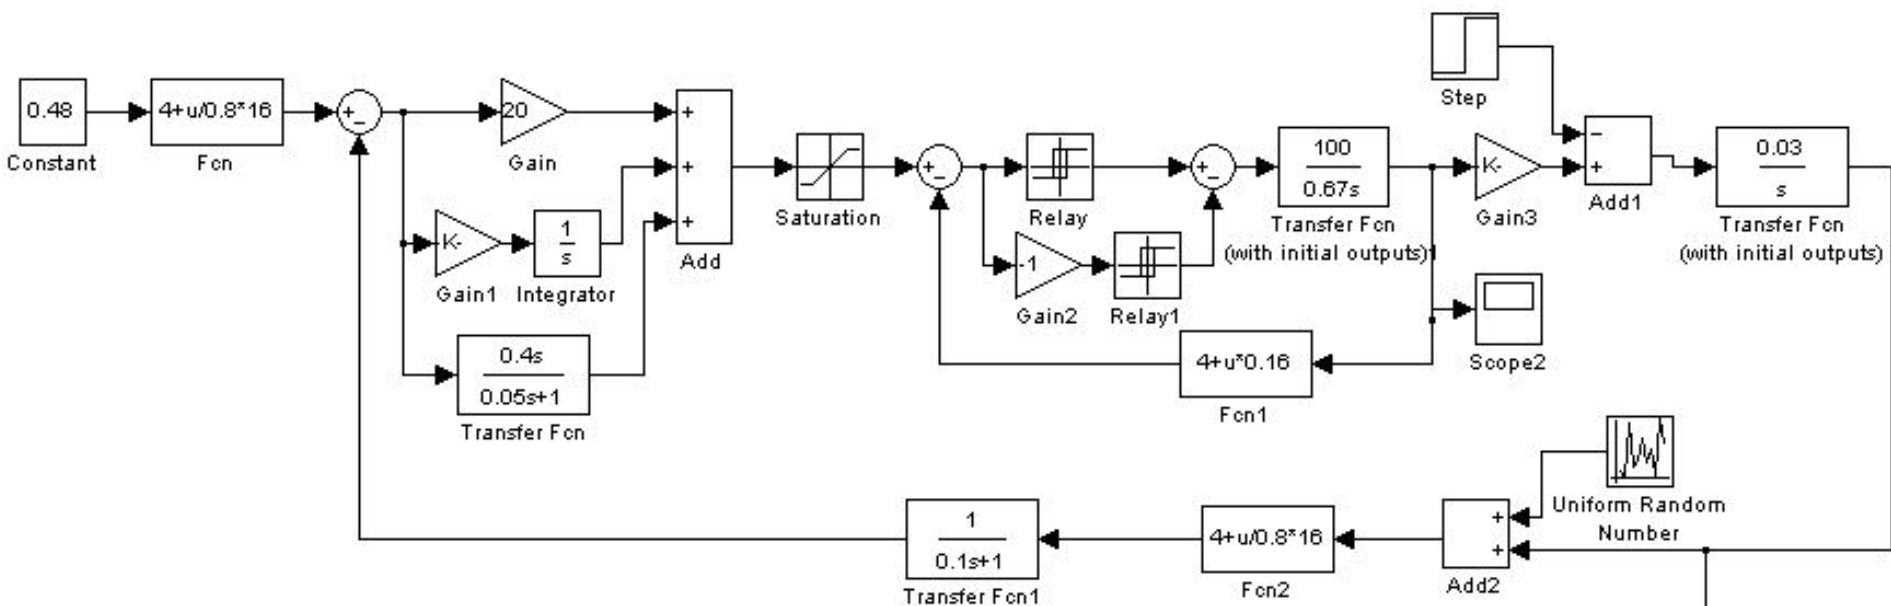 0.48
Constant
4+u/0.8*16
Fcn
+
-
20
Gain
K-
Gain1
1
s
Integrator
0.4s
0.05s+1
Transfer Fcn
+
+
+
Add
Saturation
+
-
Relay
-1
Gain2
Relay1
+
-
100
0.67s
Transfer Fcn
(with initial outputs)1
4+u*0.16
Fcn1
K-
Gain3
Scope2
Step
-
+
Add1
0.03
s
Transfer Fcn
(with initial outputs)
Uniform Random
Number
+
+
Add2
4+u/0.8*16
Fcn2
1
0.1s+1
Transfer Fcn1